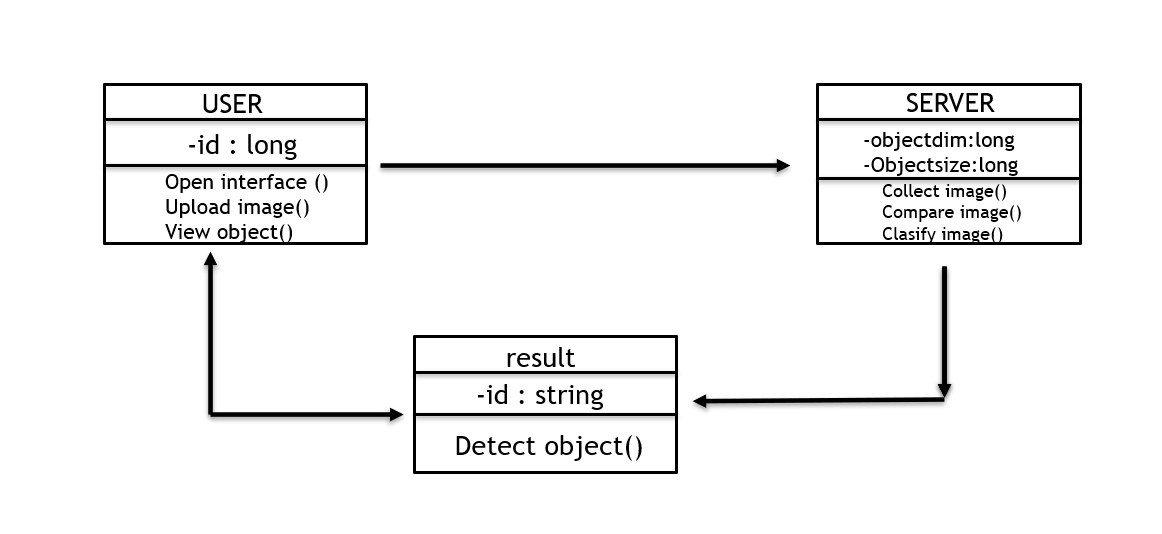 USER
-id : long
Open interface ()
Upload image()
View object()
SERVER
-objectdim:long
-Objectsize:long
Collect image()
Compare image()
Clasify image()
result
-id : string
Detect object()